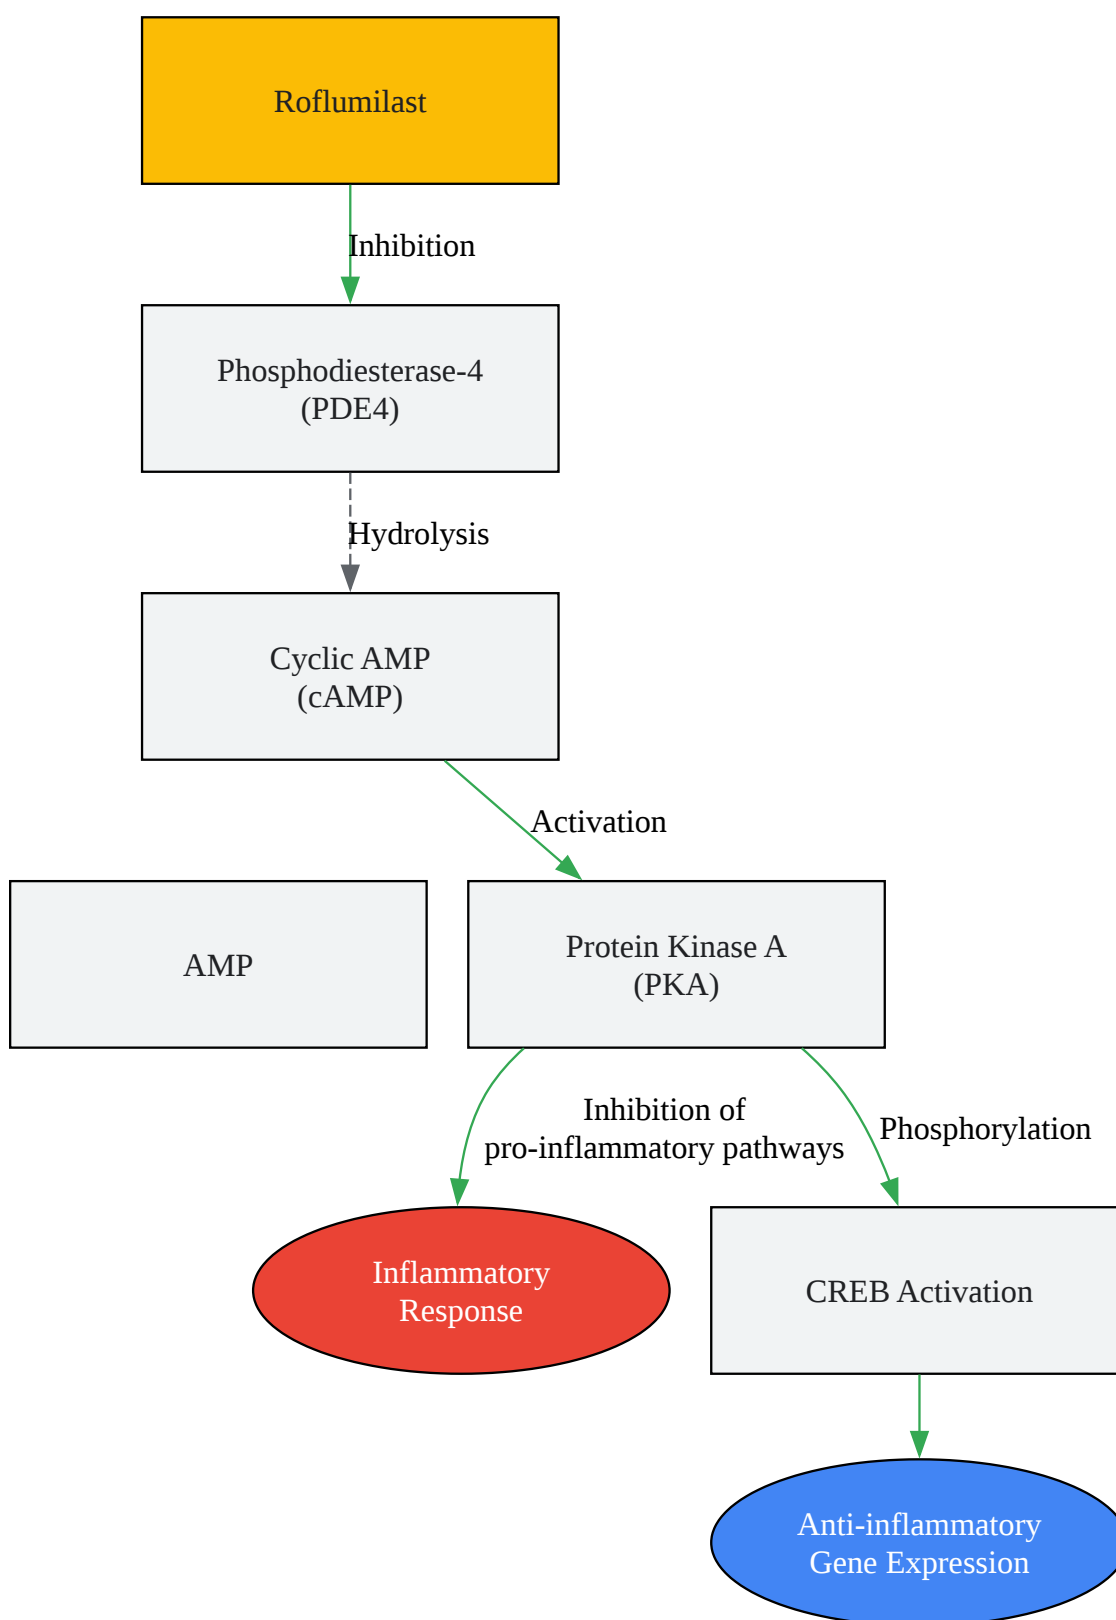 Roflumilast
Inhibition
Phosphodiesterase-4
(PDE4)
Hydrolysis
Cyclic AMP
(cAMP)
Activation
AMP
Protein Kinase A
(PKA)
Inhibition of
pro-inflammatory pathways
Phosphorylation
Inflammatory
Response
CREB Activation
Anti-inflammatory
Gene Expression